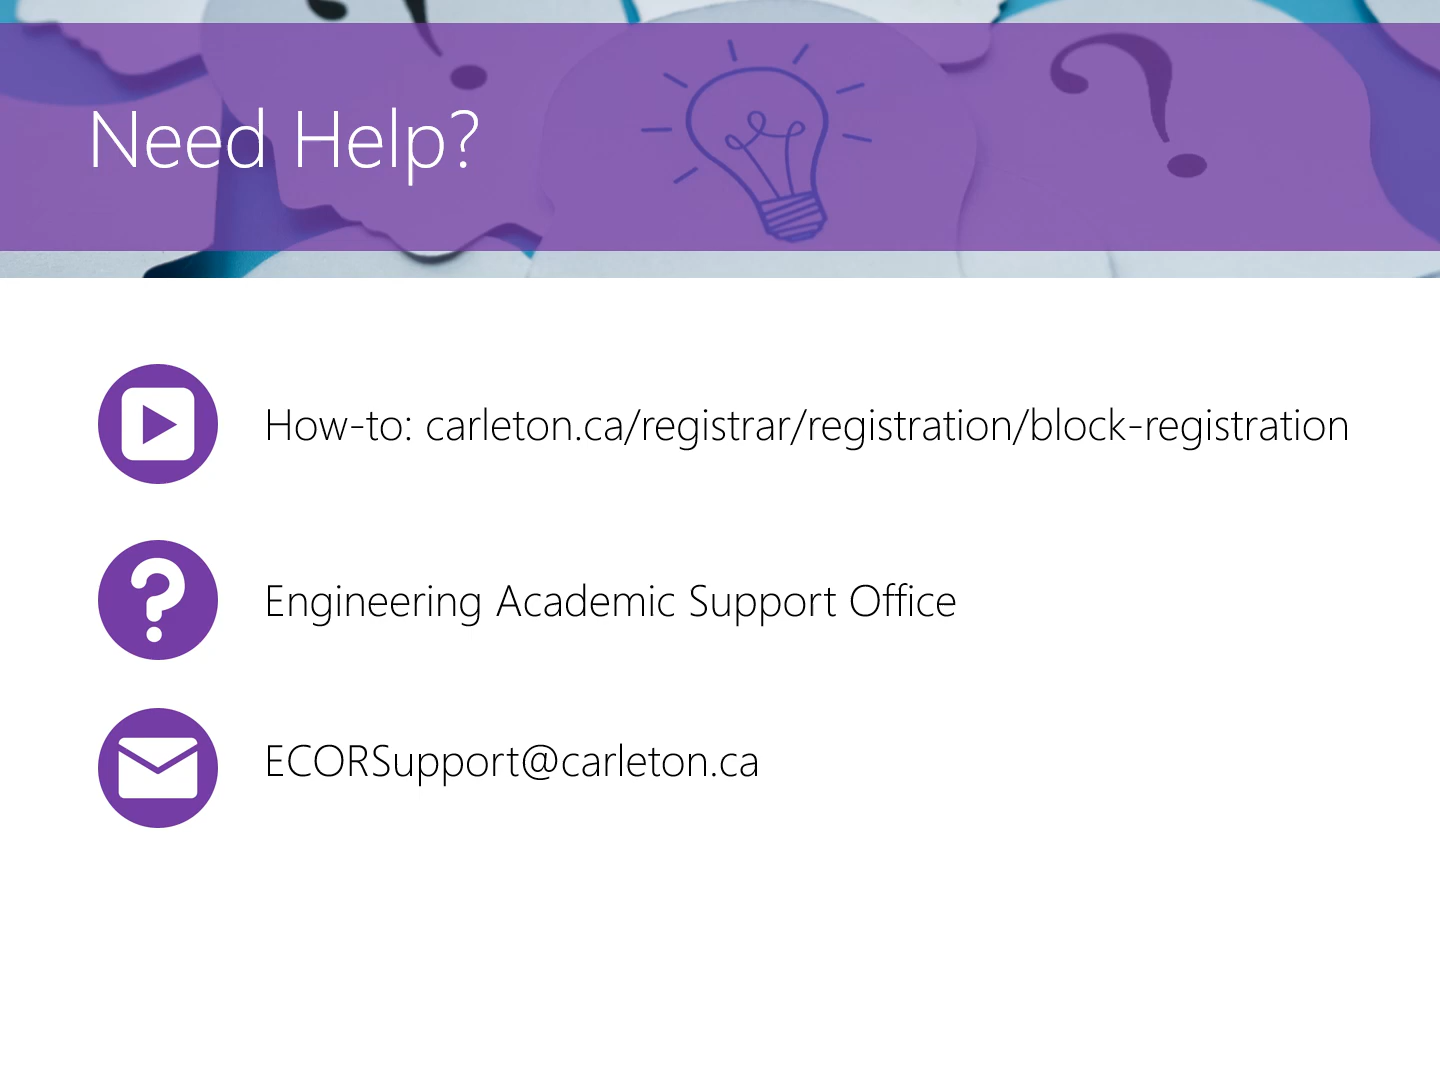 Need Help?
How-to: carleton.ca/registrar/registration/block-registration
Engineering Academic Support Office
ECORSupport@carleton.ca